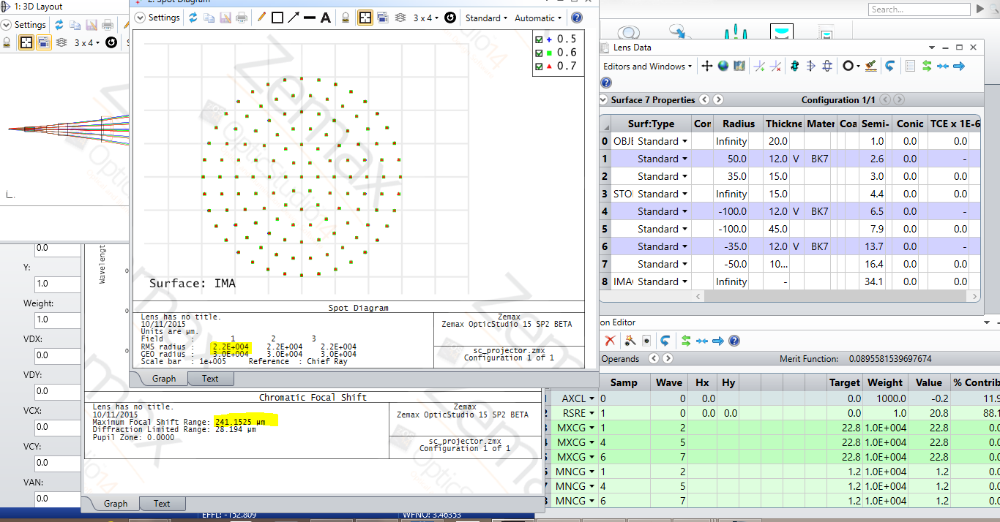 1: 3D Layout
2: Spot Diagram
Search...
Settings
3 x 4
Settings
3 x 4
Standard
Automatic
0.5
0.6
0.7
Surface: IMA
Spot Diagram
Lens has no title.
10/11/2015
Units are µm.
Field : 1 2 3
RMS radius : 2.2E+004 2.2E+004 2.2E+004
GEO radius : 3.0E+004 3.0E+004 3.0E+004
Scale bar : 1e+005 Reference : Chief Ray
Zemax
Zemax OpticStudio 15 SP2 BETA
sc_projector.zmx
Configuration 1 of 1
Graph Text
Lens Data
Editors and Windows
Surface 7 Properties Configuration 1/1
Surf:Type Cor Radius Thickne Mater Coa Semi- Conic TCE x 1E-6
0 OBJE Standard Infinity 20.0 1.0 0.0 0.0
1 Standard 50.0 12.0 V BK7 2.6 0.0 -
2 Standard 35.0 15.0 3.0 0.0 0.0
3 STO Standard Infinity 15.0 4.4 0.0 0.0
4 Standard -100.0 12.0 V BK7 6.5 0.0 -
5 Standard -100.0 45.0 7.9 0.0 0.0
6 Standard -35.0 12.0 V BK7 13.7 0.0 -
7 Standard -50.0 10... 16.4 0.0 0.0
8 IMA Standard Infinity - 34.1 0.0 0.0
0.0
Y:
1.0
Weight:
1.0
VDX:
0.0
VDY:
0.0
VCX:
0.0
VCY:
0.0
VAN:
0.0
Wavelengt
Chromatic Focal Shift
Lens has no title.
10/11/2015
Maximum Focal Shift Range: 241.1525 µm
Diffraction Limited Range: 28.194 µm
Pupil Zone: 0.0000
Zemax
Zemax OpticStudio 15 SP2 BETA
sc_projector.zmx
Configuration 1 of 1
Graph Text
EFFL: -152.809 WFNO: 3.46353
on Editor
Operands Merit Function: 0.0895581539697674
Samp Wave Hx Hy Target Weight Value % Contrib
1 AXCL 0 0 0.0 0.0 1000.0 -0.2 11.9
2 RSRE 1 0 0.0 0.0 0.0 1.0 20.8 88.1
3 MXCG 1 2 22.8 1.0E+004 22.8 0.0
MXCG 4 5 22.8 1.0E+004 22.8 0.0
5 MXCG 6 7 22.8 1.0E+004 22.8 0.0
MNCG 1 2 1.2 1.0E+004 1.2 0.0
MNCG 4 5 1.2 1.0E+004 1.2 0.0
MNCG 6 7 1.2 1.0E+004 1.2 0.0
Zemax
OpticStudio14